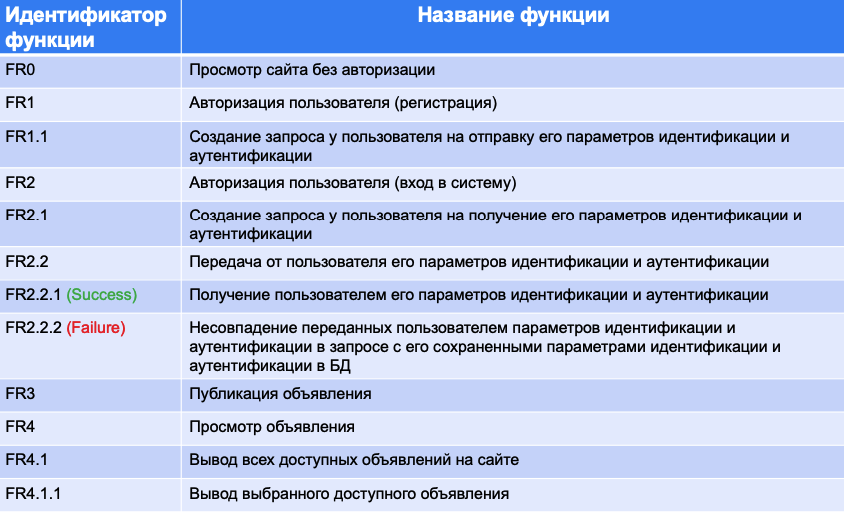 Идентификатор
функции
Название функции
FR0
Просмотр сайта без авторизации
FR1
Авторизация пользователя (регистрация)
FR1.1
Создание запроса у пользователя на отправку его параметров идентификации и
аутентификации
FR2
Авторизация пользователя (вход в систему)
FR2.1
Создание запроса у пользователя на получение его параметров идентификации и
аутентификации
FR2.2
Передача от пользователя его параметров идентификации и аутентификации
FR2.2.1 (Success)
Получение пользователем его параметров идентификации и аутентификации
FR2.2.2 (Failure)
Несовпадение переданных пользователем параметров идентификации и
аутентификации в запросе с его сохраненными параметрами идентификации и
аутентификации в БД
FR3
Публикация объявления
FR4
Просмотр объявления
FR4.1
Вывод всех доступных объявлений на сайте
FR4.1.1
Вывод выбранного доступного объявления